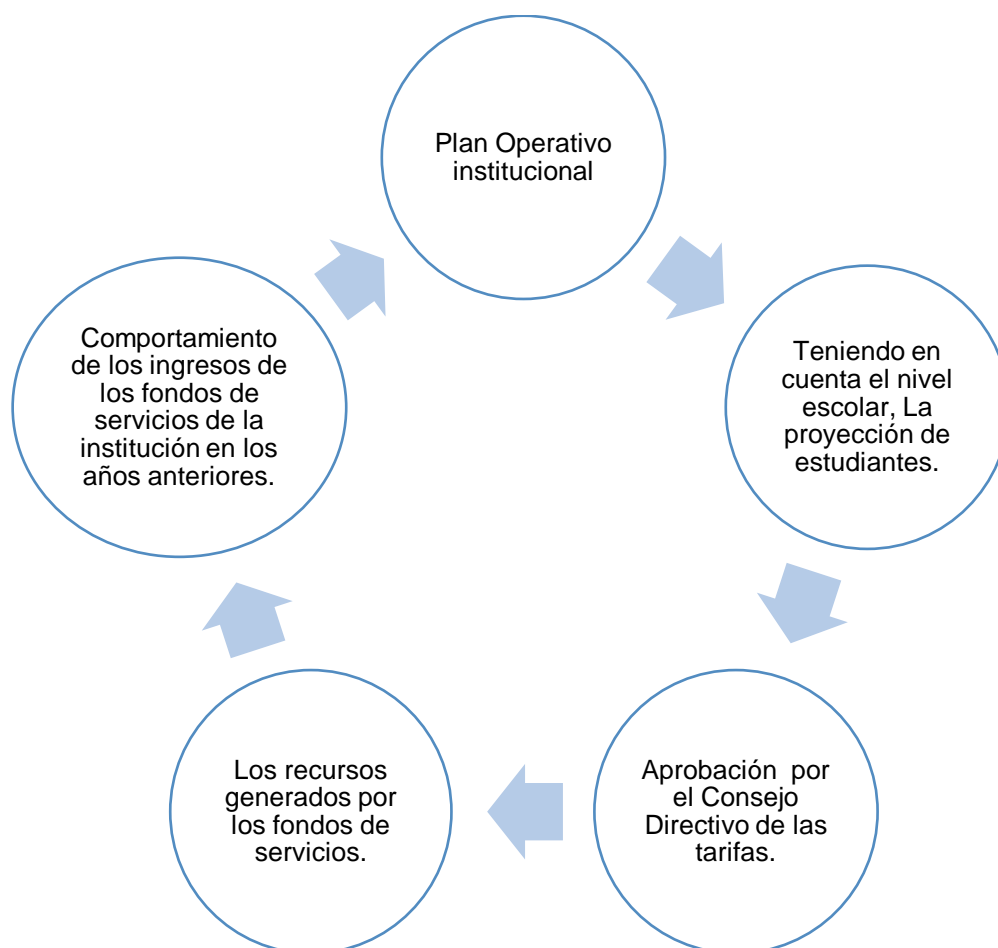 Plan Operativo
institucional
Teniendo en
cuenta el nivel
escolar, La
proyección de
estudiantes.
Aprobación  por
el Consejo
Directivo de las
tarifas.
Los recursos
generados por
los fondos de
servicios.
Comportamiento
de los ingresos de
los fondos de
servicios de la
institución en los
años anteriores.